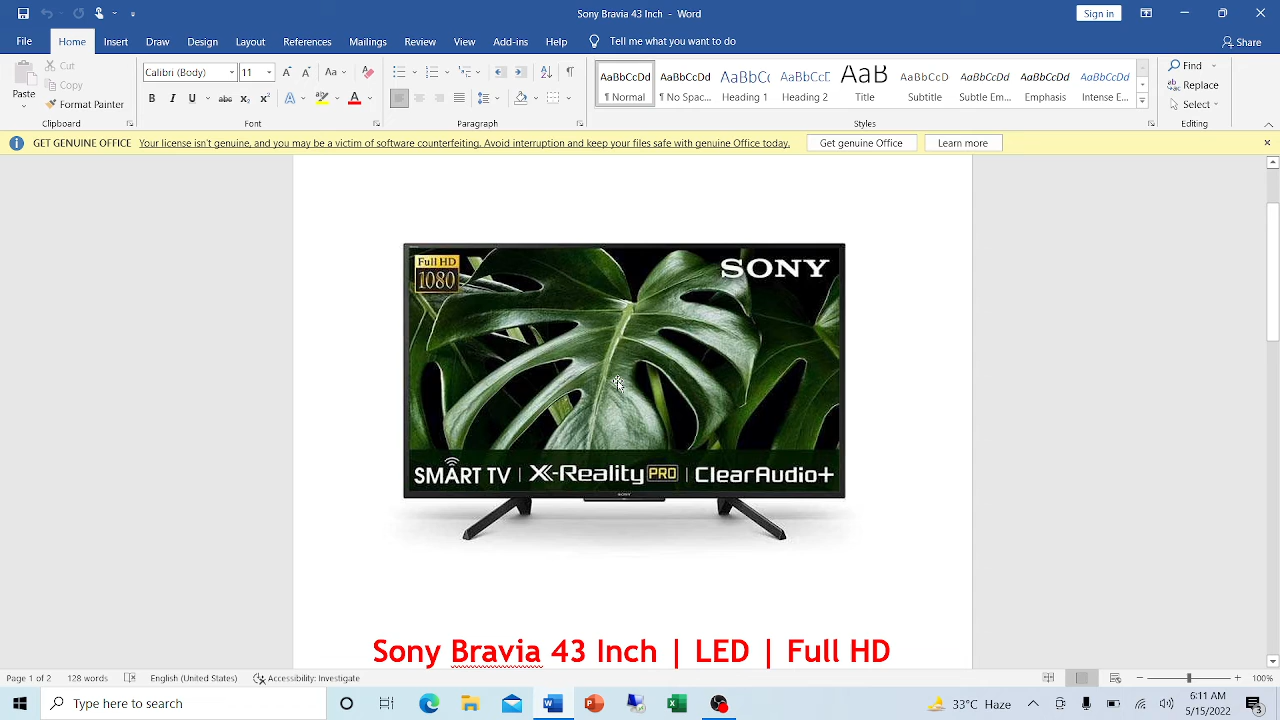 Sony Bravia 43 Inch - Word
Sign in
File Home Insert Draw Design Layout References Mailings Review View Add-ins Help Tell me what you want to do
Share
Paste
Cut
Copy
Format Painter
Clipboard
Calibri (Body) 11
Font
Paragraph
AaBbCcDd AaBbCcDd AaBbCc AaBbCcD AaB AaBbCcD AaBbCcDd AaBbCcDd AaBbCcDd
¶ Normal ¶ No Spac... Heading 1 Heading 2 Title Subtitle Subtle Em... Emphasis Intense E...
Styles
Find
Replace
Select
Editing
GET GENUINE OFFICE Your license isn't genuine, and you may be a victim of software counterfeiting. Avoid interruption and keep your files safe with genuine Office today. Get genuine Office Learn more
Full HD
1080
SONY
SMART TV | X-Reality PRO | ClearAudio+
SONY
Sony Bravia 43 Inch | LED | Full HD
Page 1 of 2 128 words English (United States) Accessibility: Investigate 100%
Type here to search
33°C Haze
6:11 AM
5/15/2022
3